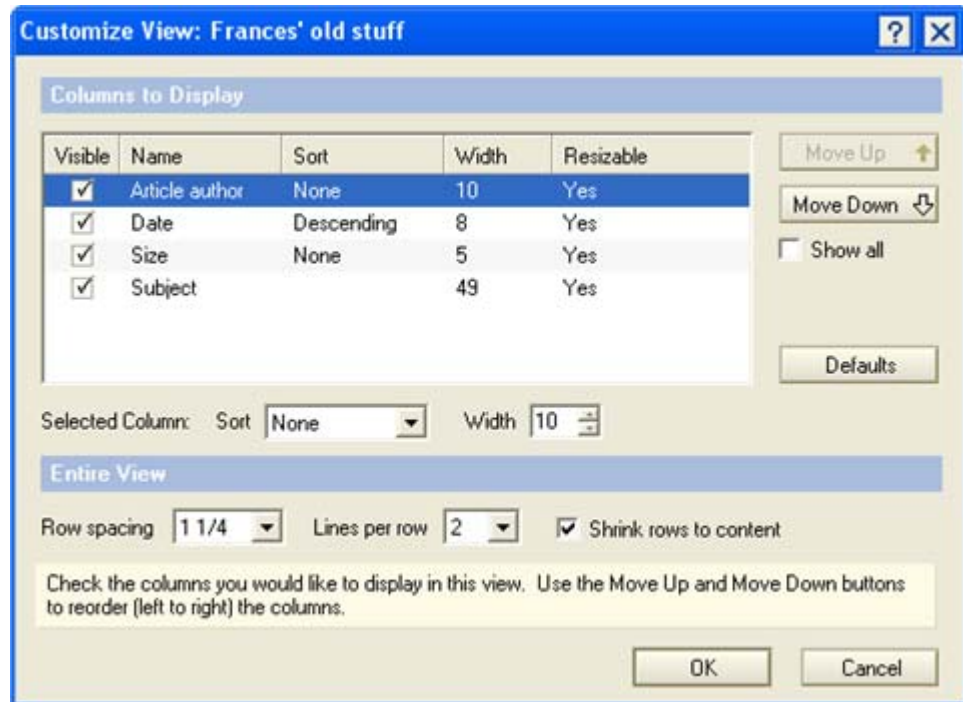 Customize View: Frances' old stuff
Columns to Display
Visible Name Sort Width Resizable
Article author None 10 Yes
Date Descending 8 Yes
Size None 5 Yes
Subject 49 Yes
Move Up
Move Down
Show all
Defaults
Selected Column: Sort None Width 10
Entire View
Row spacing 1 1/4 Lines per row 2 Shrink rows to content
Check the columns you would like to display in this view. Use the Move Up and Move Down buttons
to reorder (left to right) the columns.
OK Cancel